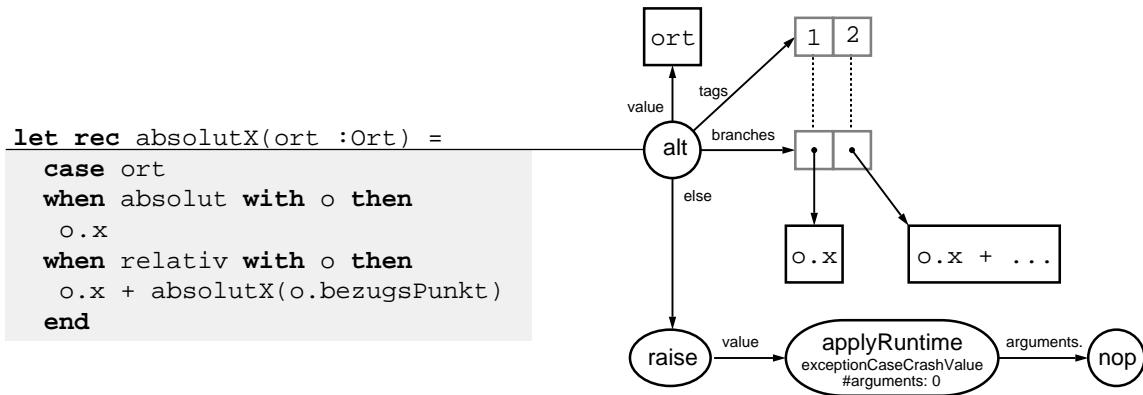 let rec absolutX(ort :Ort) =
case ort
when absolut with o then
o.x
when relativ with o then
o.x + absolutX(o.bezugsPunkt)
end
ort
1 2
tags
value
alt
branches
else
o.x
o.x + ...
raise
value
applyRuntime
exceptionCaseCrashValue
#arguments: 0
arguments.
nop